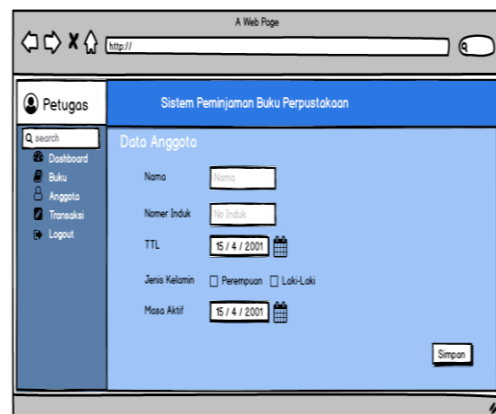 A Web Page
http://
Petugas
Sistem Peminjaman Buku Perpustakaan
search
Dashboard
Buku
Anggota
Transaksi
Logout
Data Anggota
Nama
Nama
Nomer Induk
No Induk
TTL
15 / 4 / 2001
Jenis Kelamin
Perempuan
Laki-Laki
Masa Aktif
15 / 4 / 2001
Simpan